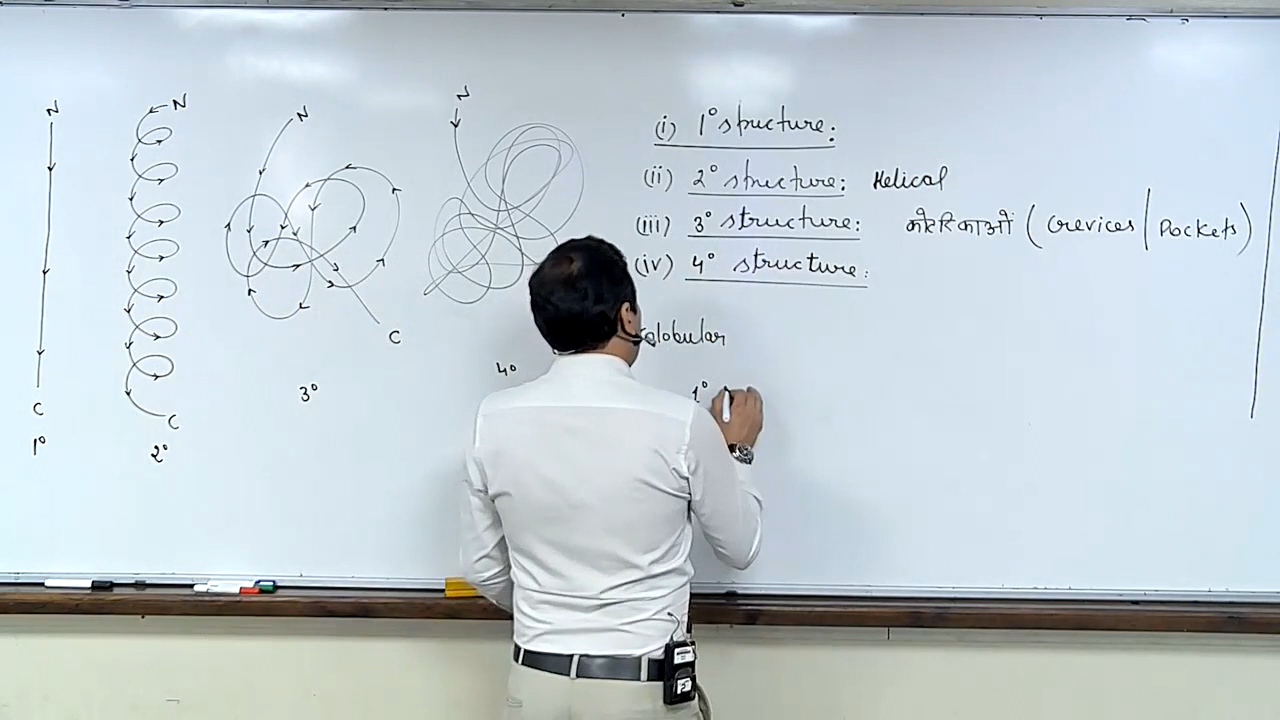 N
C
1°
N
C
2°
N
C
3°
N
4°
(i) 1° structure:
(ii) 2° structure: Helical
(iii) 3° structure: कोटरिकाओं (Crevices/Pockets)
(iv) 4° structure:
Globular
1°